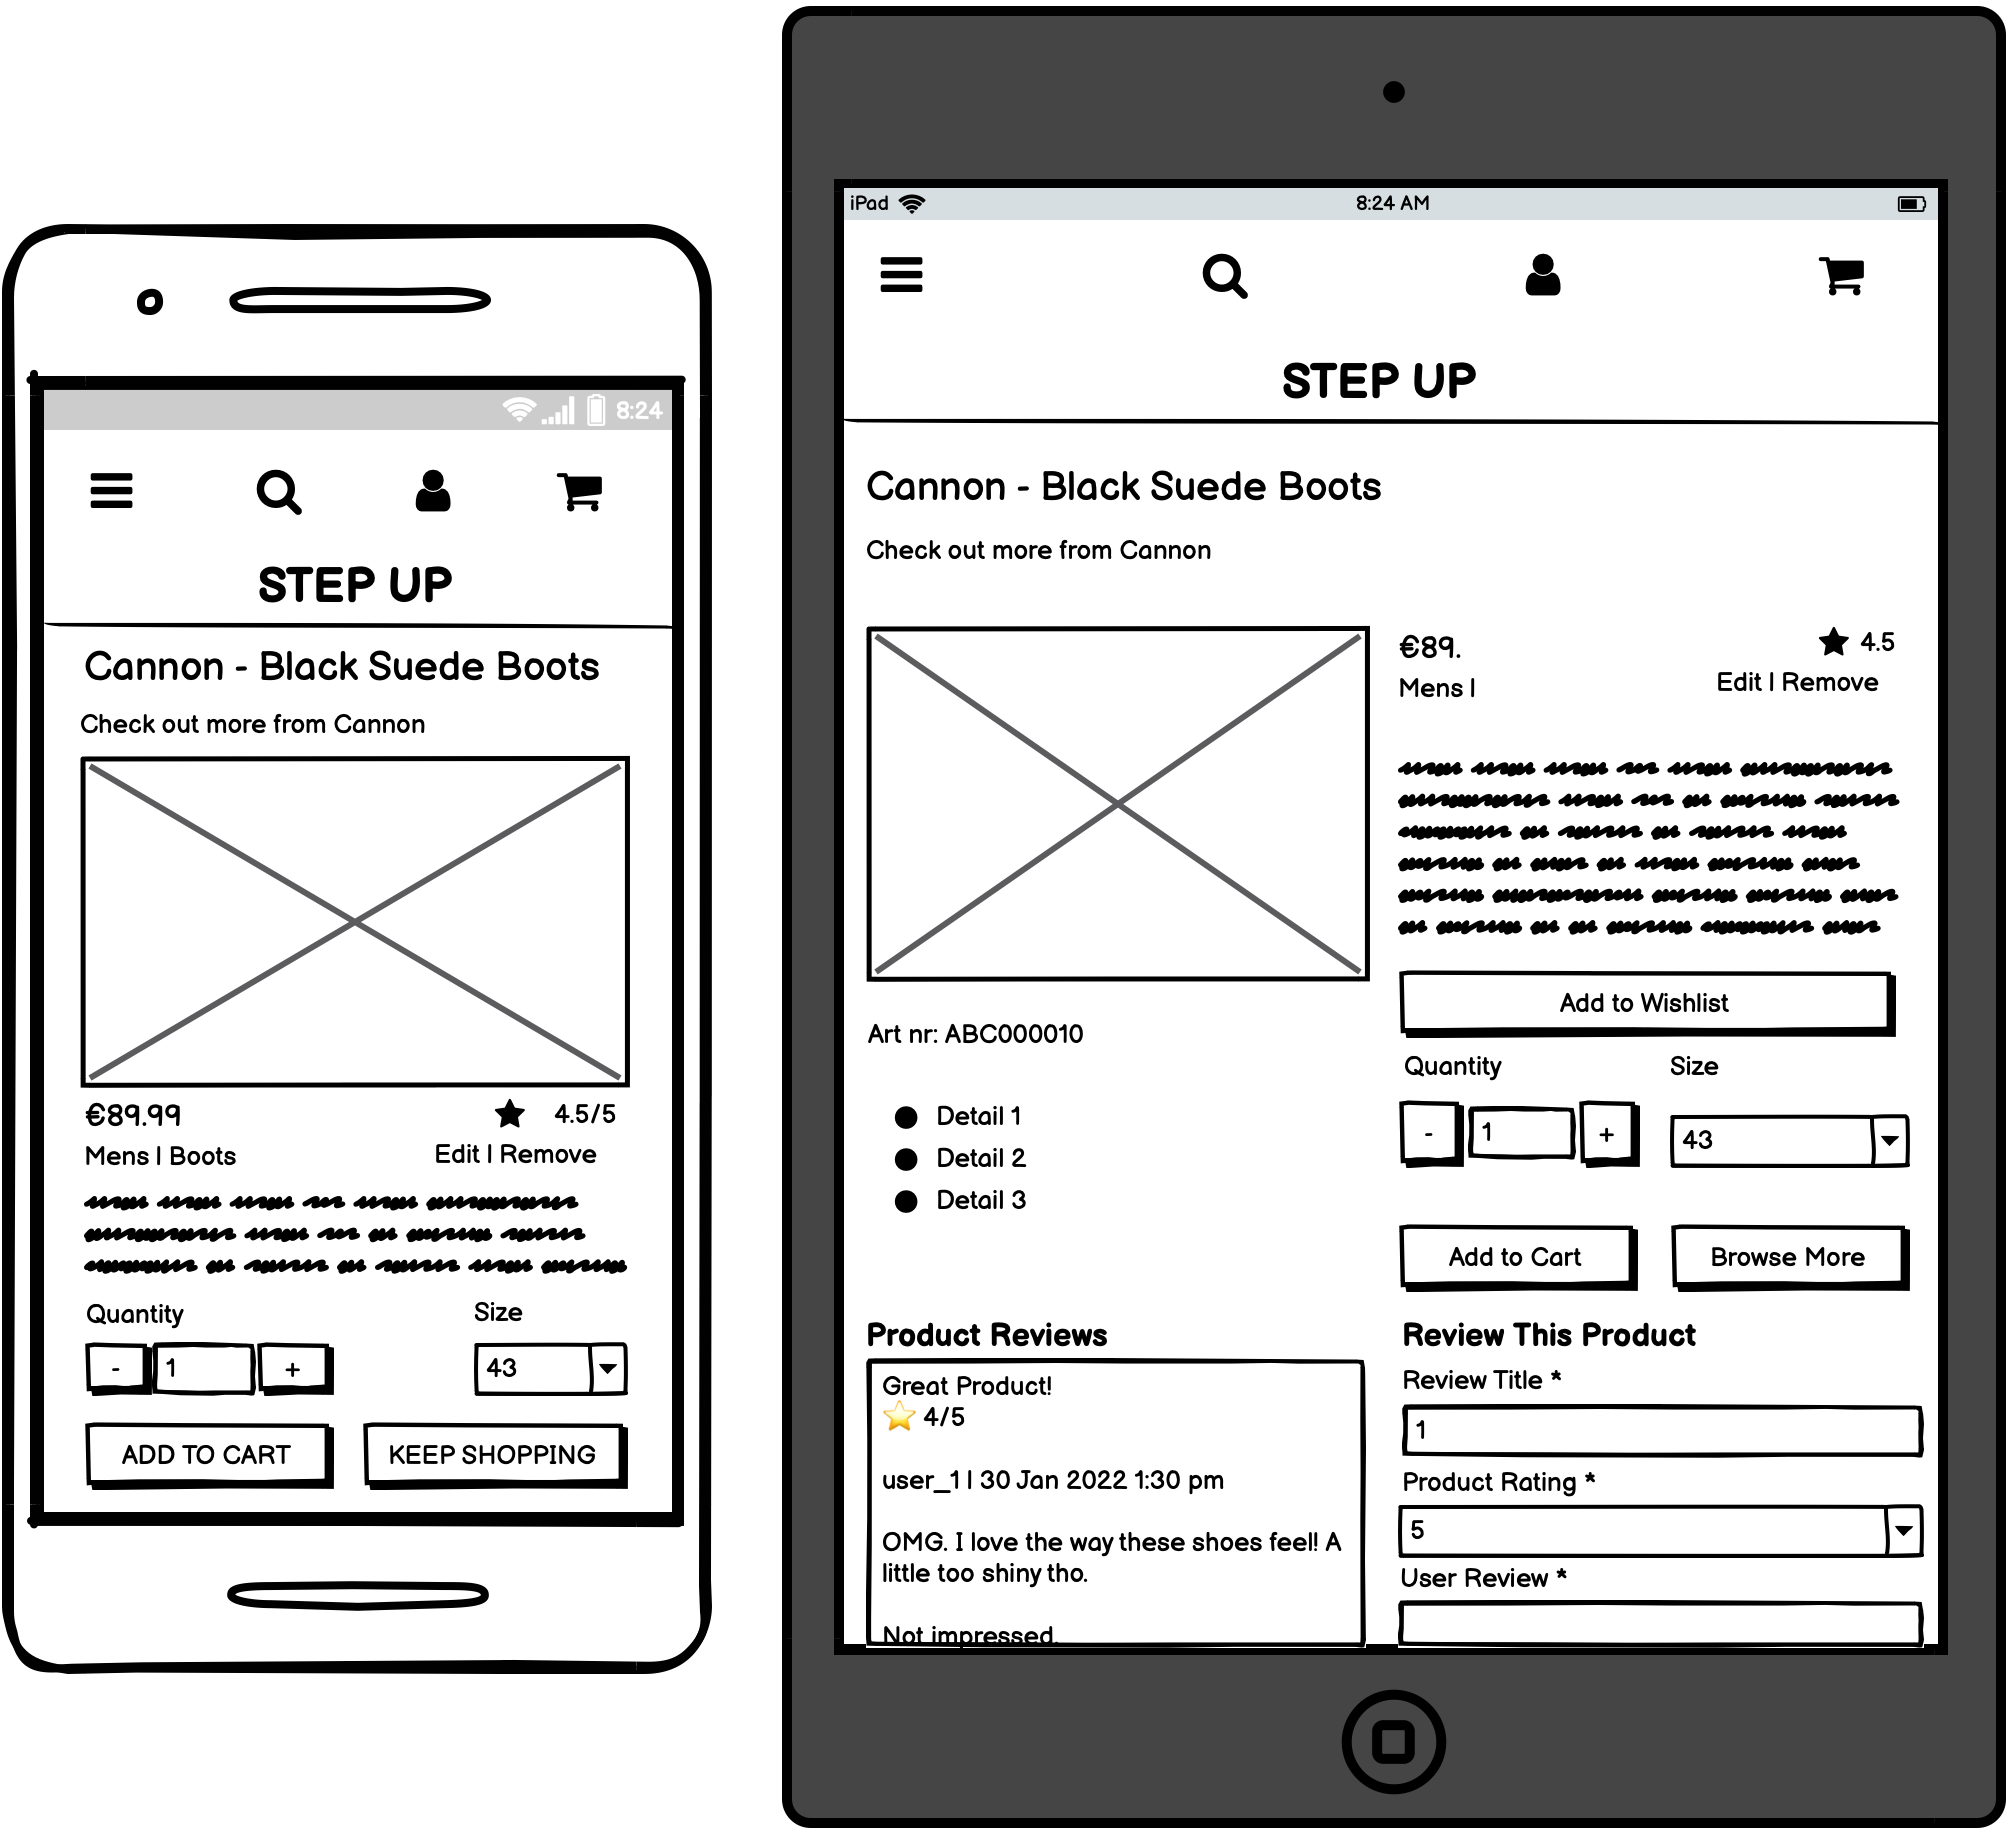 8:24
STEP UP
Cannon - Black Suede Boots
Check out more from Cannon
€89.99
4.5/5
Mens | Boots
Edit | Remove
Quantity
Size
-
1
+
43
ADD TO CART
KEEP SHOPPING
iPad
8:24 AM
STEP UP
Cannon - Black Suede Boots
Check out more from Cannon
€89.
4.5
Mens |
Edit | Remove
Add to Wishlist
Art nr: ABC000010
Quantity
Size
-
1
+
43
Detail 1
Detail 2
Detail 3
Add to Cart
Browse More
Product Reviews
Great Product!
⭐ 4/5
user_1 | 30 Jan 2022 1:30 pm
OMG. I love the way these shoes feel! A
little too shiny tho.
Not impressed.
Review This Product
Review Title *
1
Product Rating *
5
User Review *